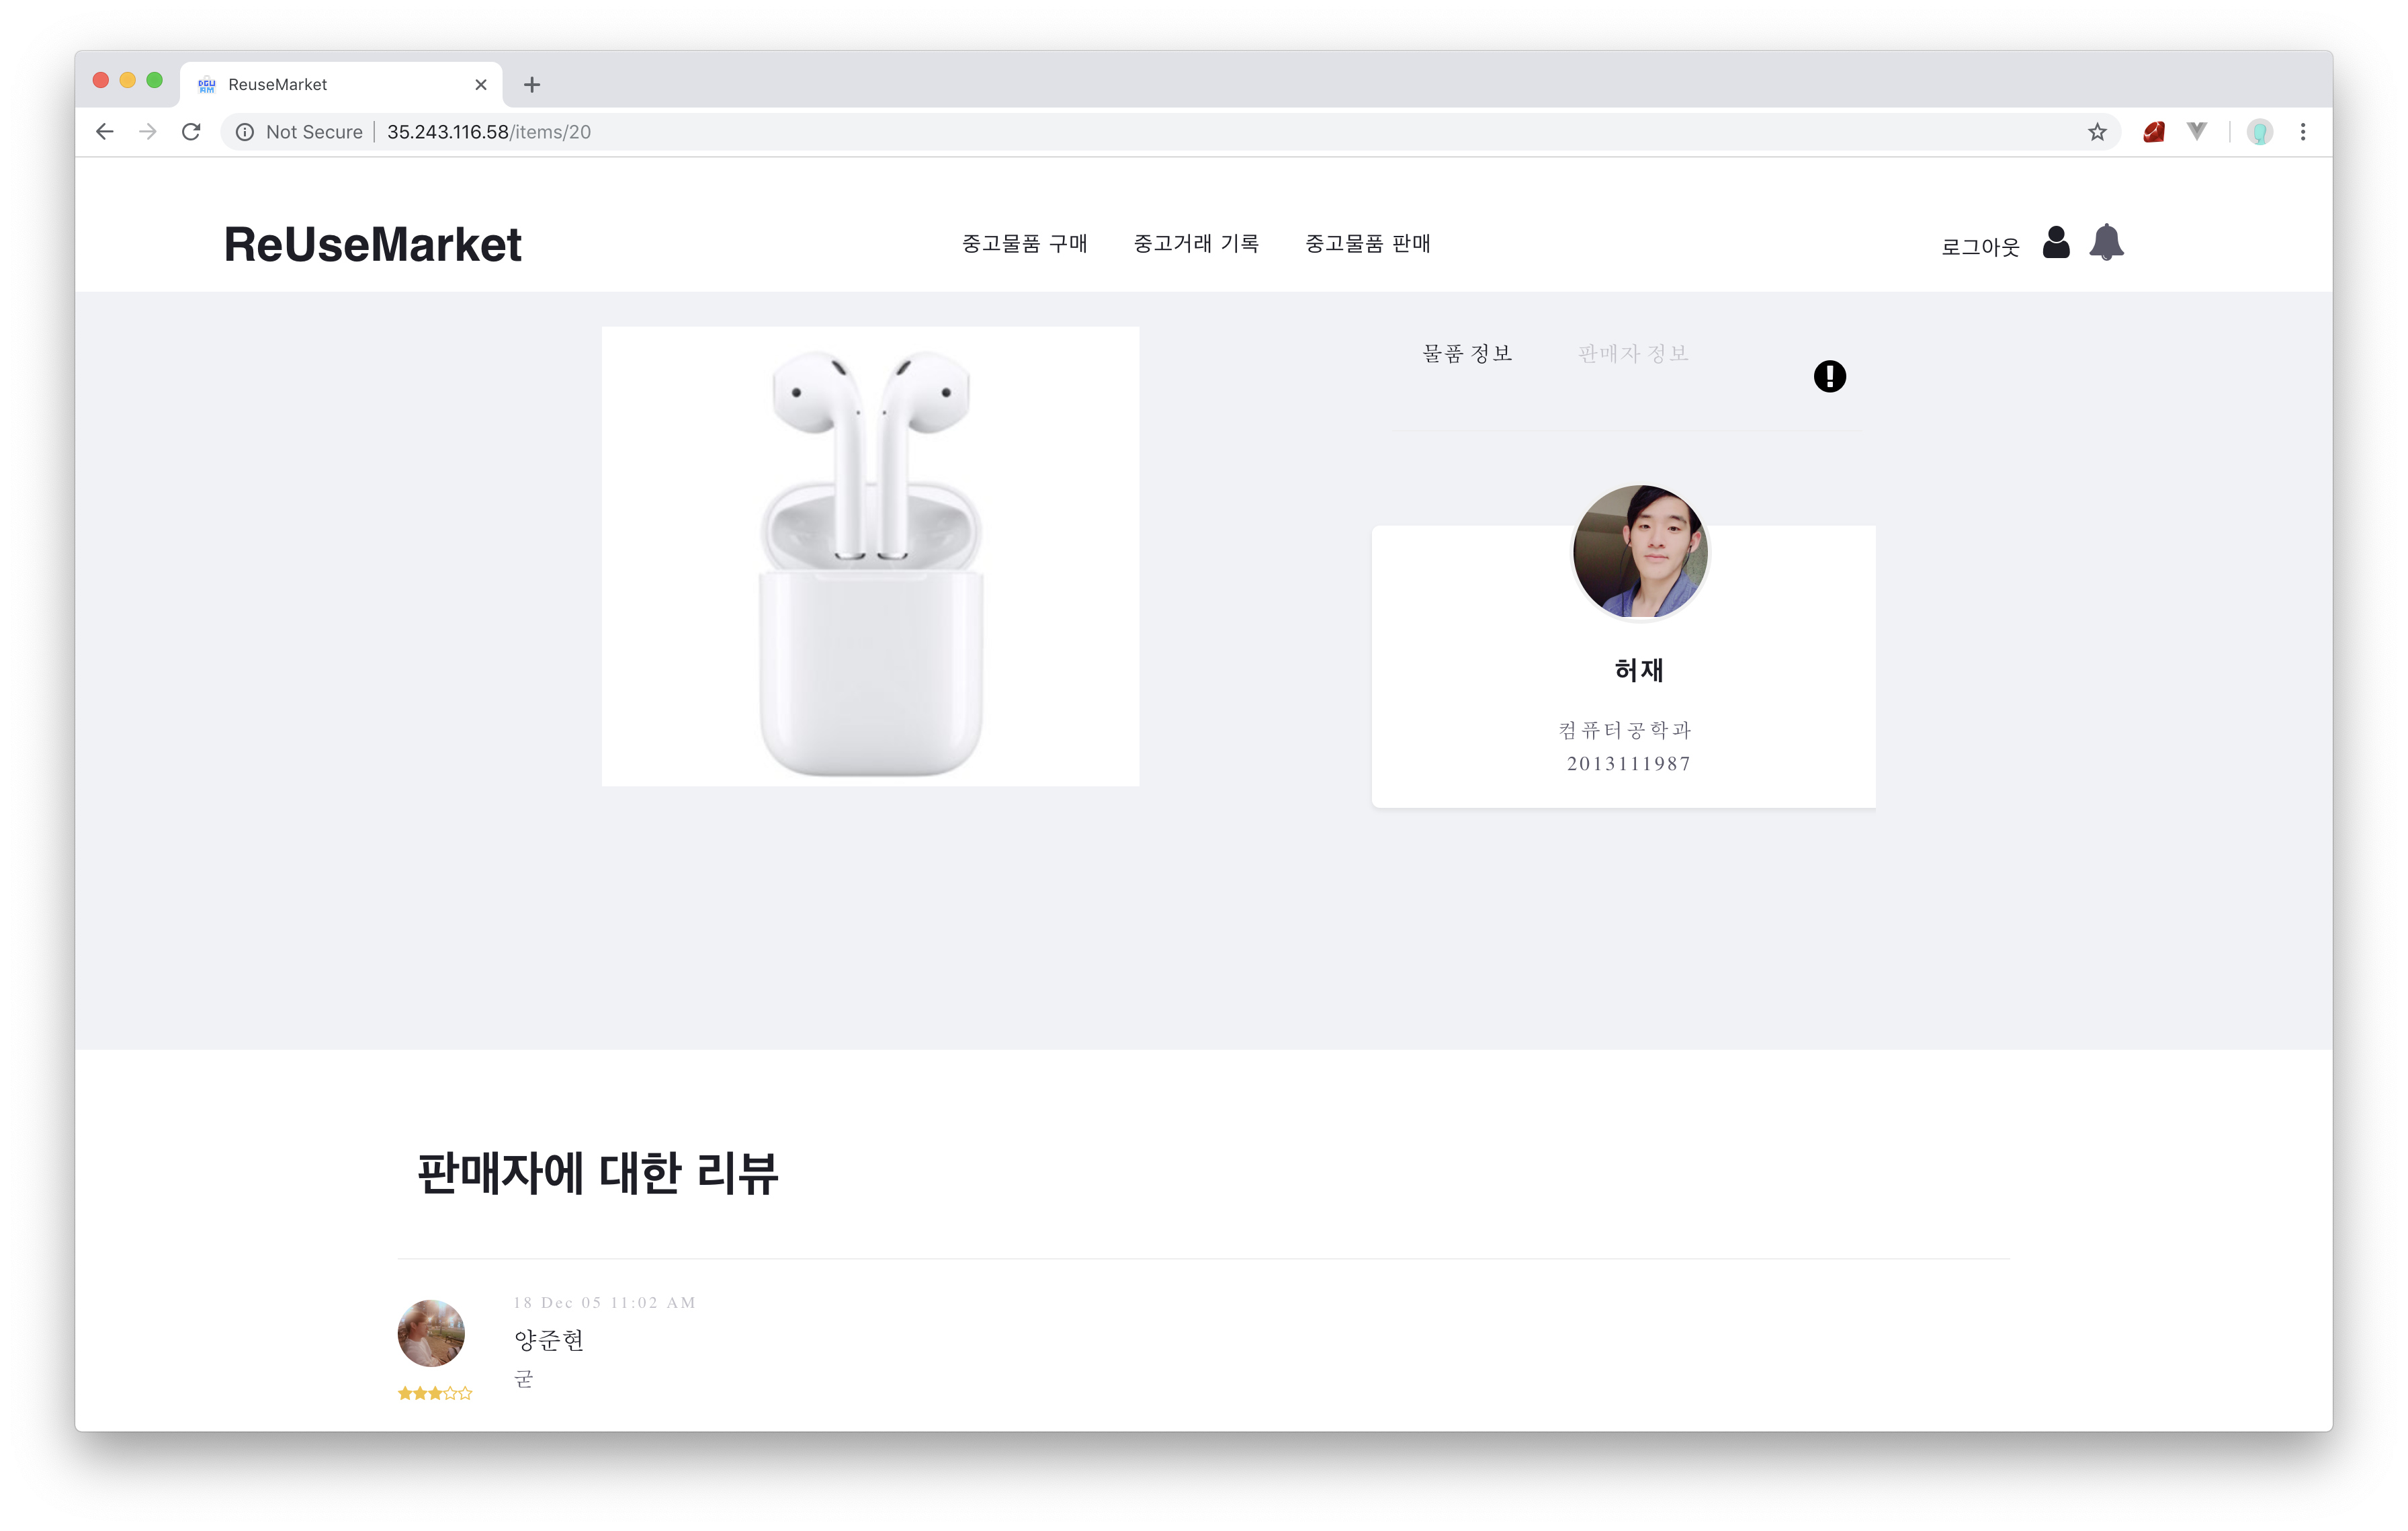 ReuseMarket
Not Secure 35.243.116.58/items/20
ReUseMarket
중고물품 구매 중고거래 기록 중고물품 판매
로그아웃
물품 정보 판매자 정보
허재
컴퓨터공학과
2013111987
판매자에 대한 리뷰
18 Dec 05 11:02 AM
양준현
굳